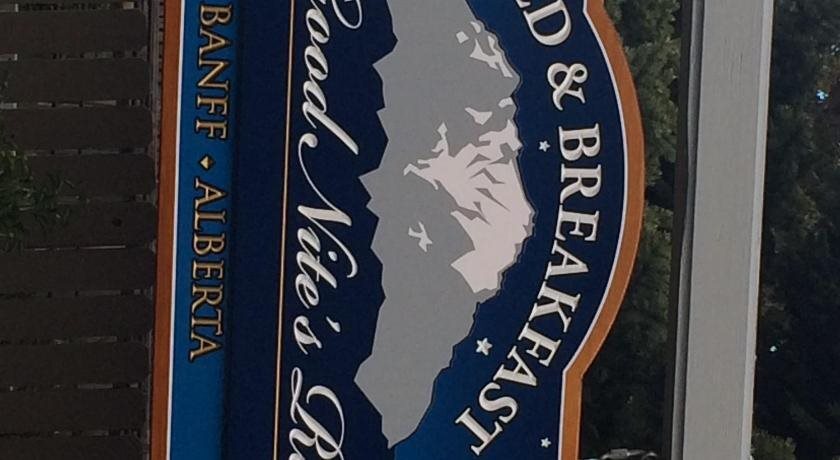 & BREAKFAST
Good Nite's
BANFF ALBERTA